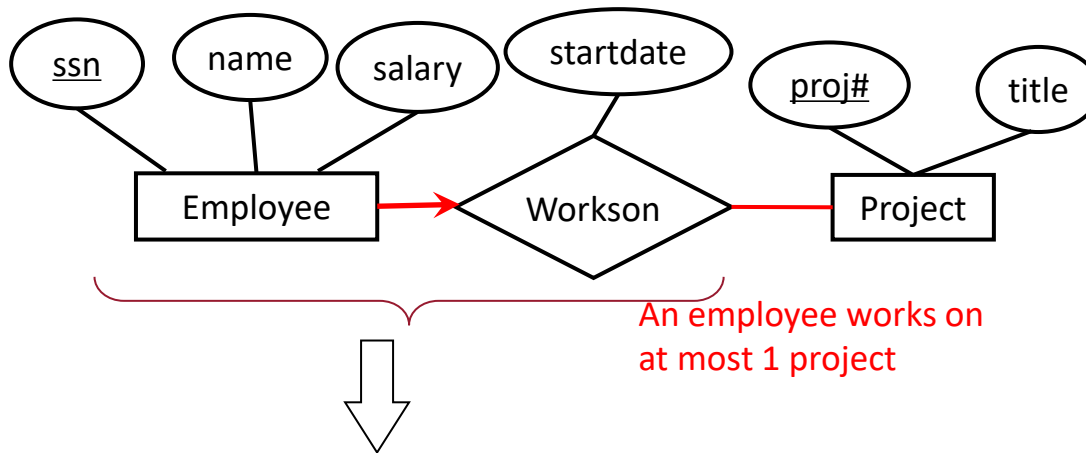 ssn
name
salary
startdate
proj#
title
Employee
Workson
Project
An employee works on
at most 1 project